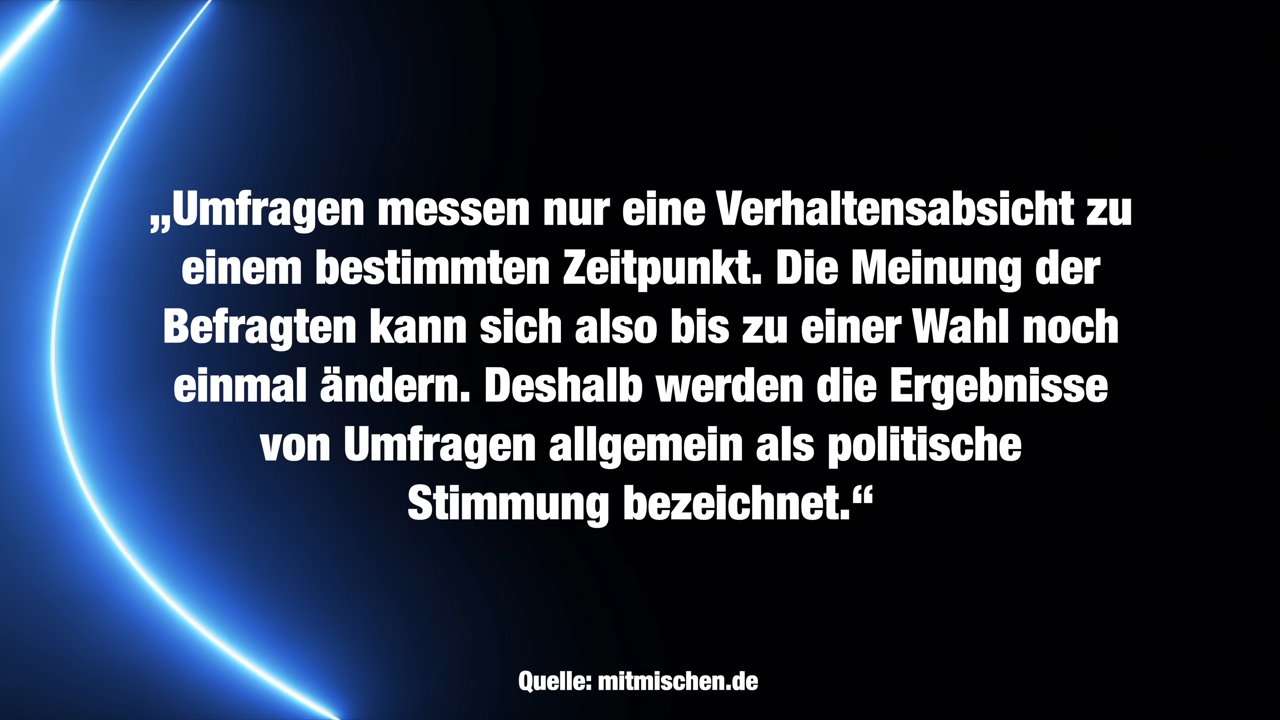 „Umfragen messen nur eine Verhaltensabsicht zu
einem bestimmten Zeitpunkt. Die Meinung der
Befragten kann sich also bis zu einer Wahl noch
einmal ändern. Deshalb werden die Ergebnisse
von Umfragen allgemein als politische
Stimmung bezeichnet.“
Quelle: mitmischen.de